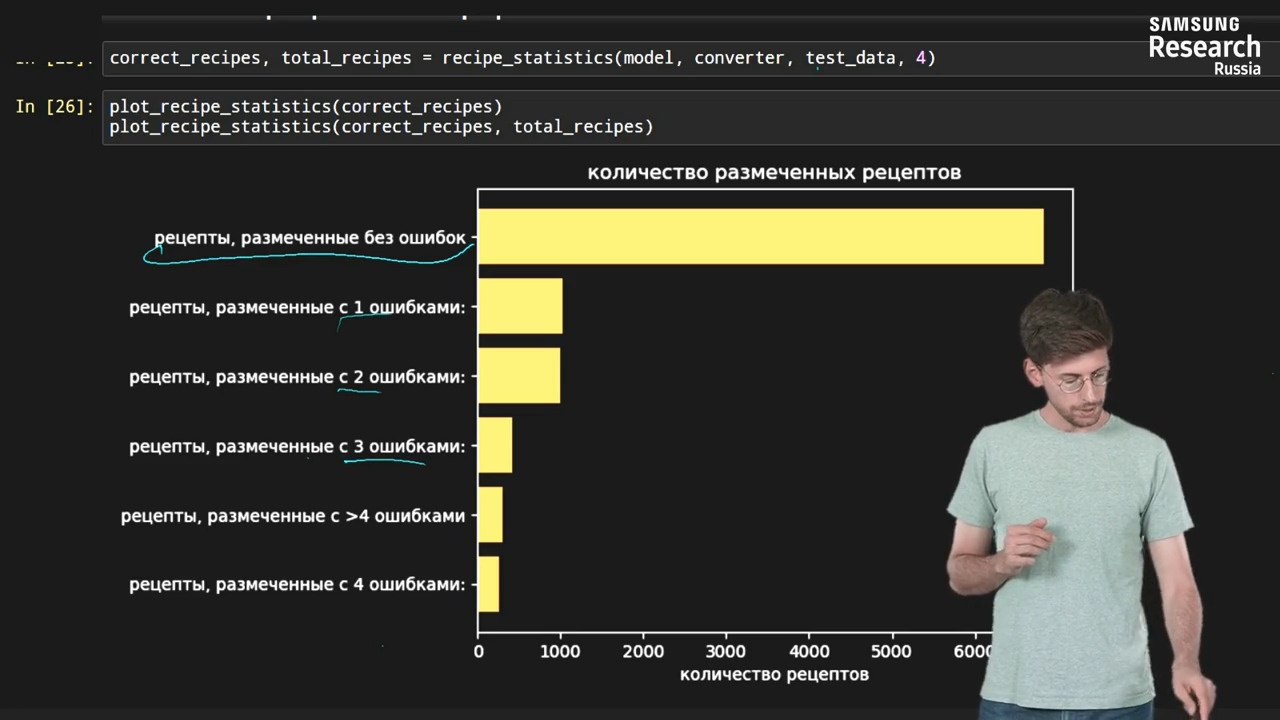 SAMSUNG
Research
Russia
correct_recipes, total_recipes = recipe_statistics(model, converter, test_data, 4)
In [26]:
plot_recipe_statistics(correct_recipes)
plot_recipe_statistics(correct_recipes, total_recipes)
количество размеченных рецептов
рецепты, размеченные без ошибок
рецепты, размеченные с 1 ошибками:
рецепты, размеченные с 2 ошибками:
рецепты, размеченные с 3 ошибками:
рецепты, размеченные с >4 ошибками
рецепты, размеченные с 4 ошибками:
0 1000 2000 3000 4000 5000 6000
количество рецептов